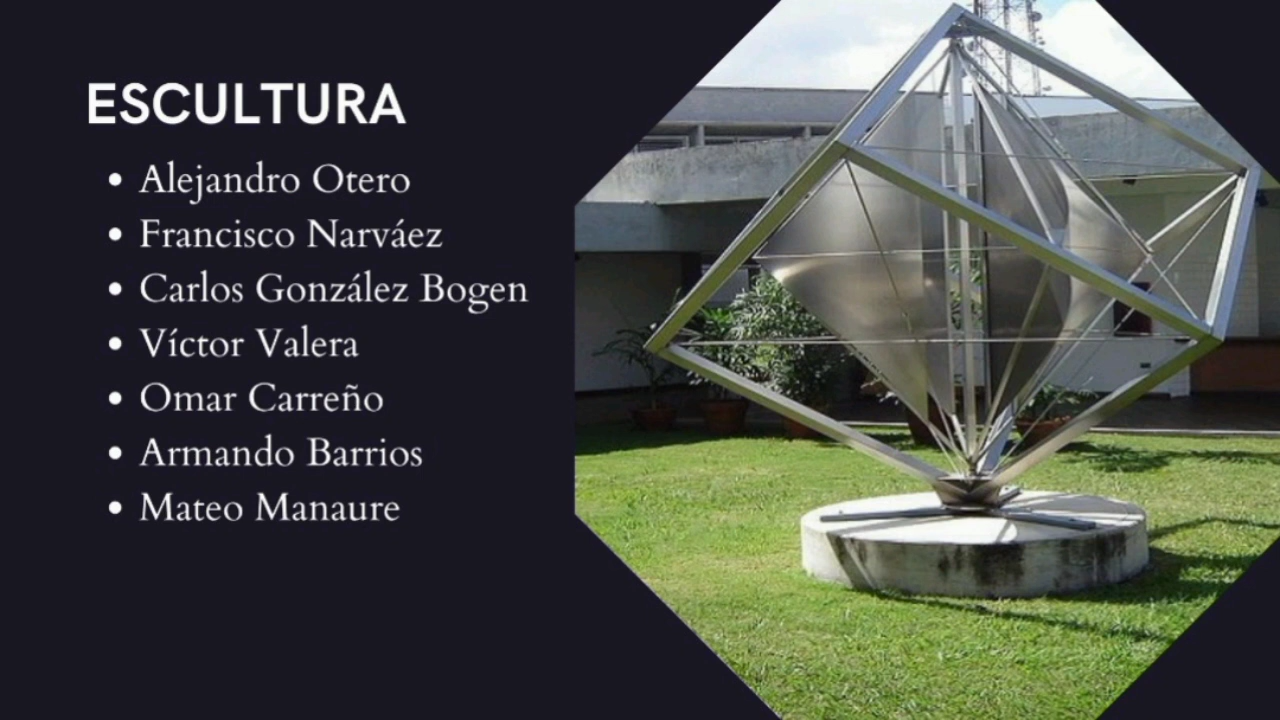 ESCULTURA
• Alejandro Otero
• Francisco Narváez
• Carlos González Bogen
• Víctor Valera
• Omar Carreño
• Armando Barrios
• Mateo Manaure